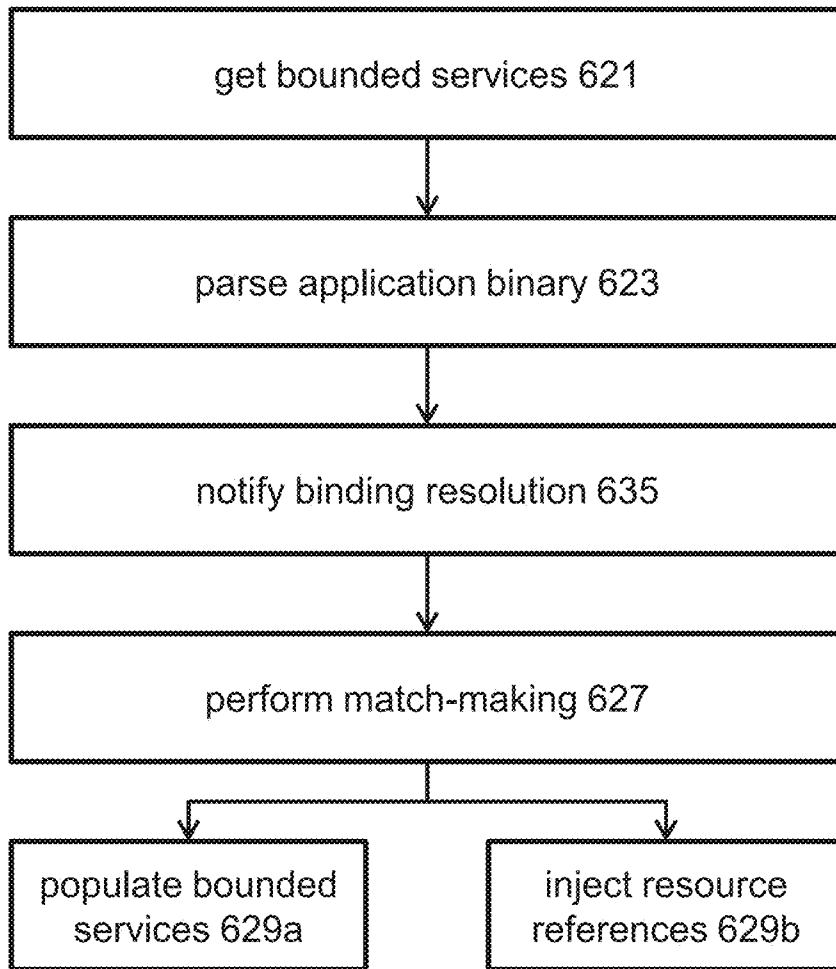 get bounded services 621
parse application binary 623
notify binding resolution 635
perform match-making 627
populate bounded
services 629a
inject resource
references 629b